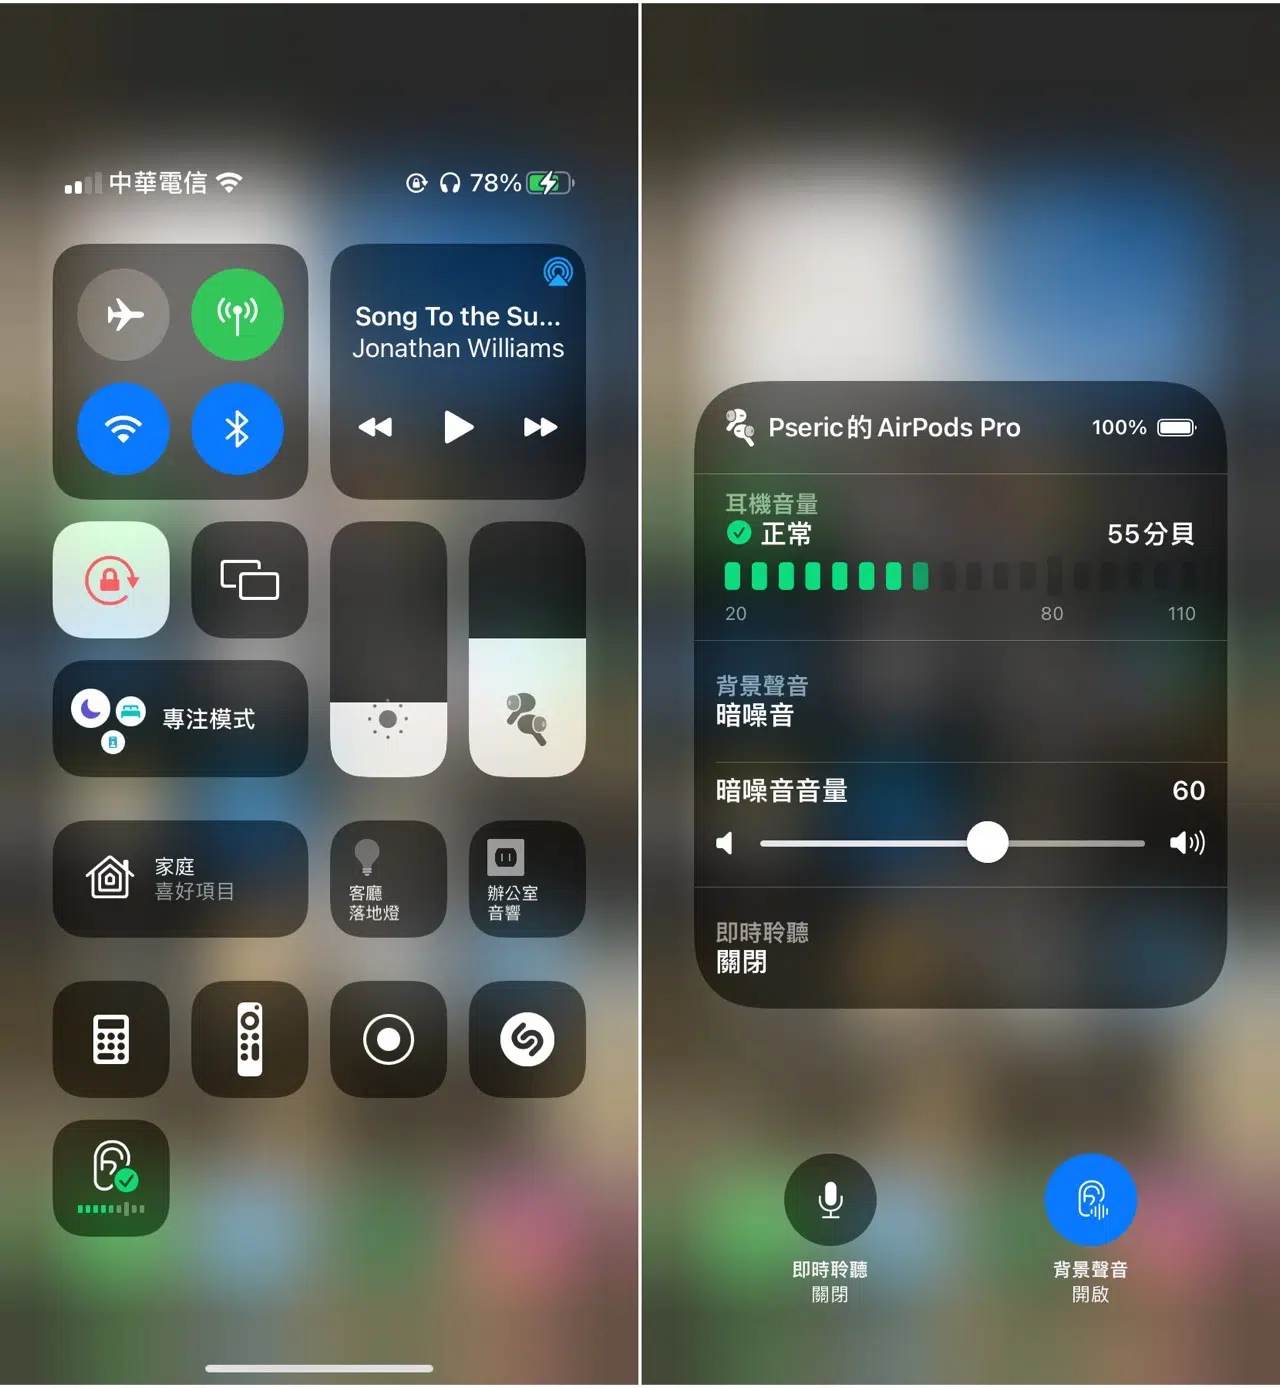 中華電信
78%
Song To the Su...
Jonathan Williams
專注模式
家庭
喜好項目
客廳
落地燈
辦公室
音響
Pseric的 AirPods Pro
100%
耳機音量
正常
55分貝
20
80
110
背景聲音
暗噪音
暗噪音音量
60
即時聆聽
關閉
即時聆聽
關閉
背景聲音
開啟